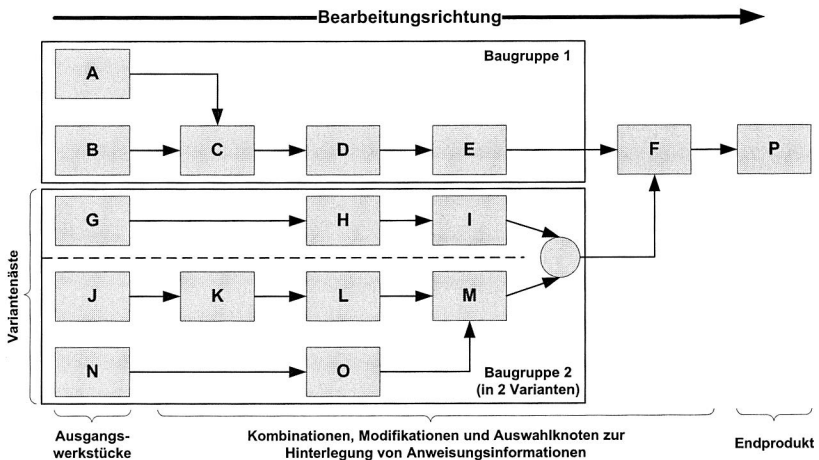 Bearbeitungsrichtung
Baugruppe 1
A
B
C
D
E
F
P
G
H
I
J
K
L
M
N
O
Baugruppe 2
(in 2 Varianten)
Variantenäste
Ausgangs-
werkstücke
Kombinationen, Modifikationen und Auswahlknoten zur
Hinterlegung von Anweisungsinformationen
Endprodukt